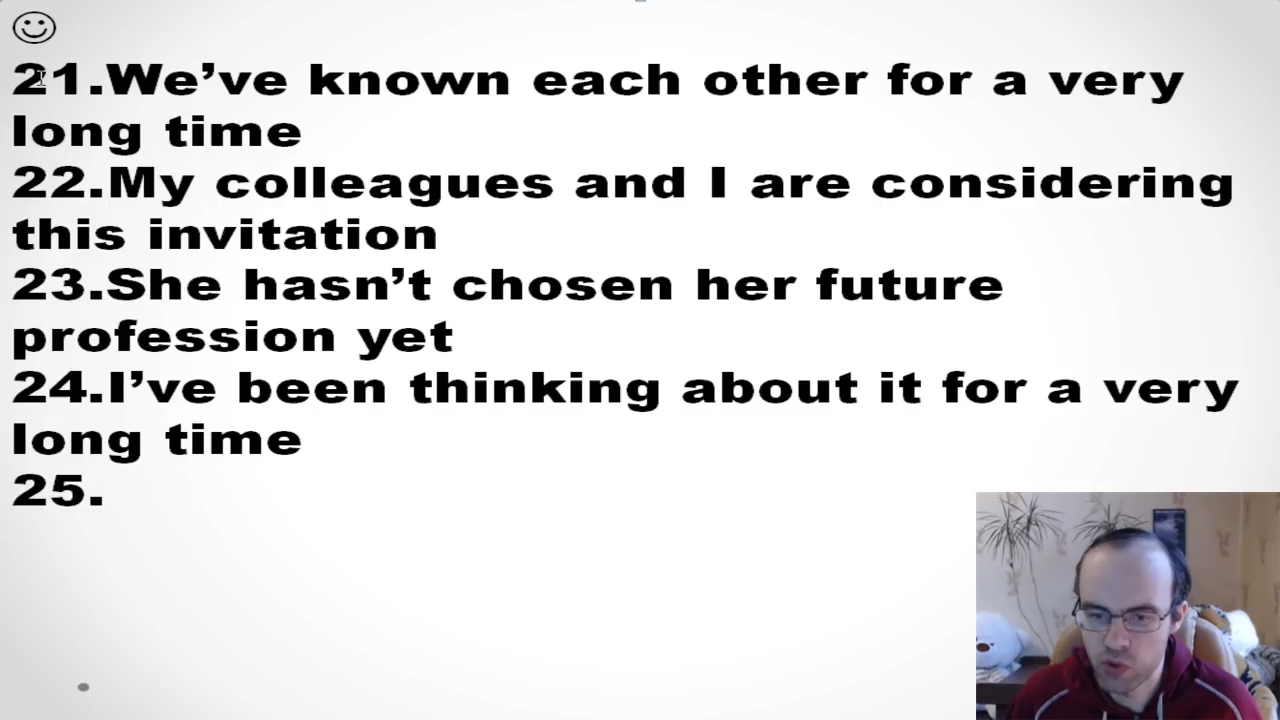 21.We’ve known each other for a very
long time
22.My colleagues and I are considering
this invitation
23.She hasn’t chosen her future
profession yet
24.I’ve been thinking about it for a very
long time
25.